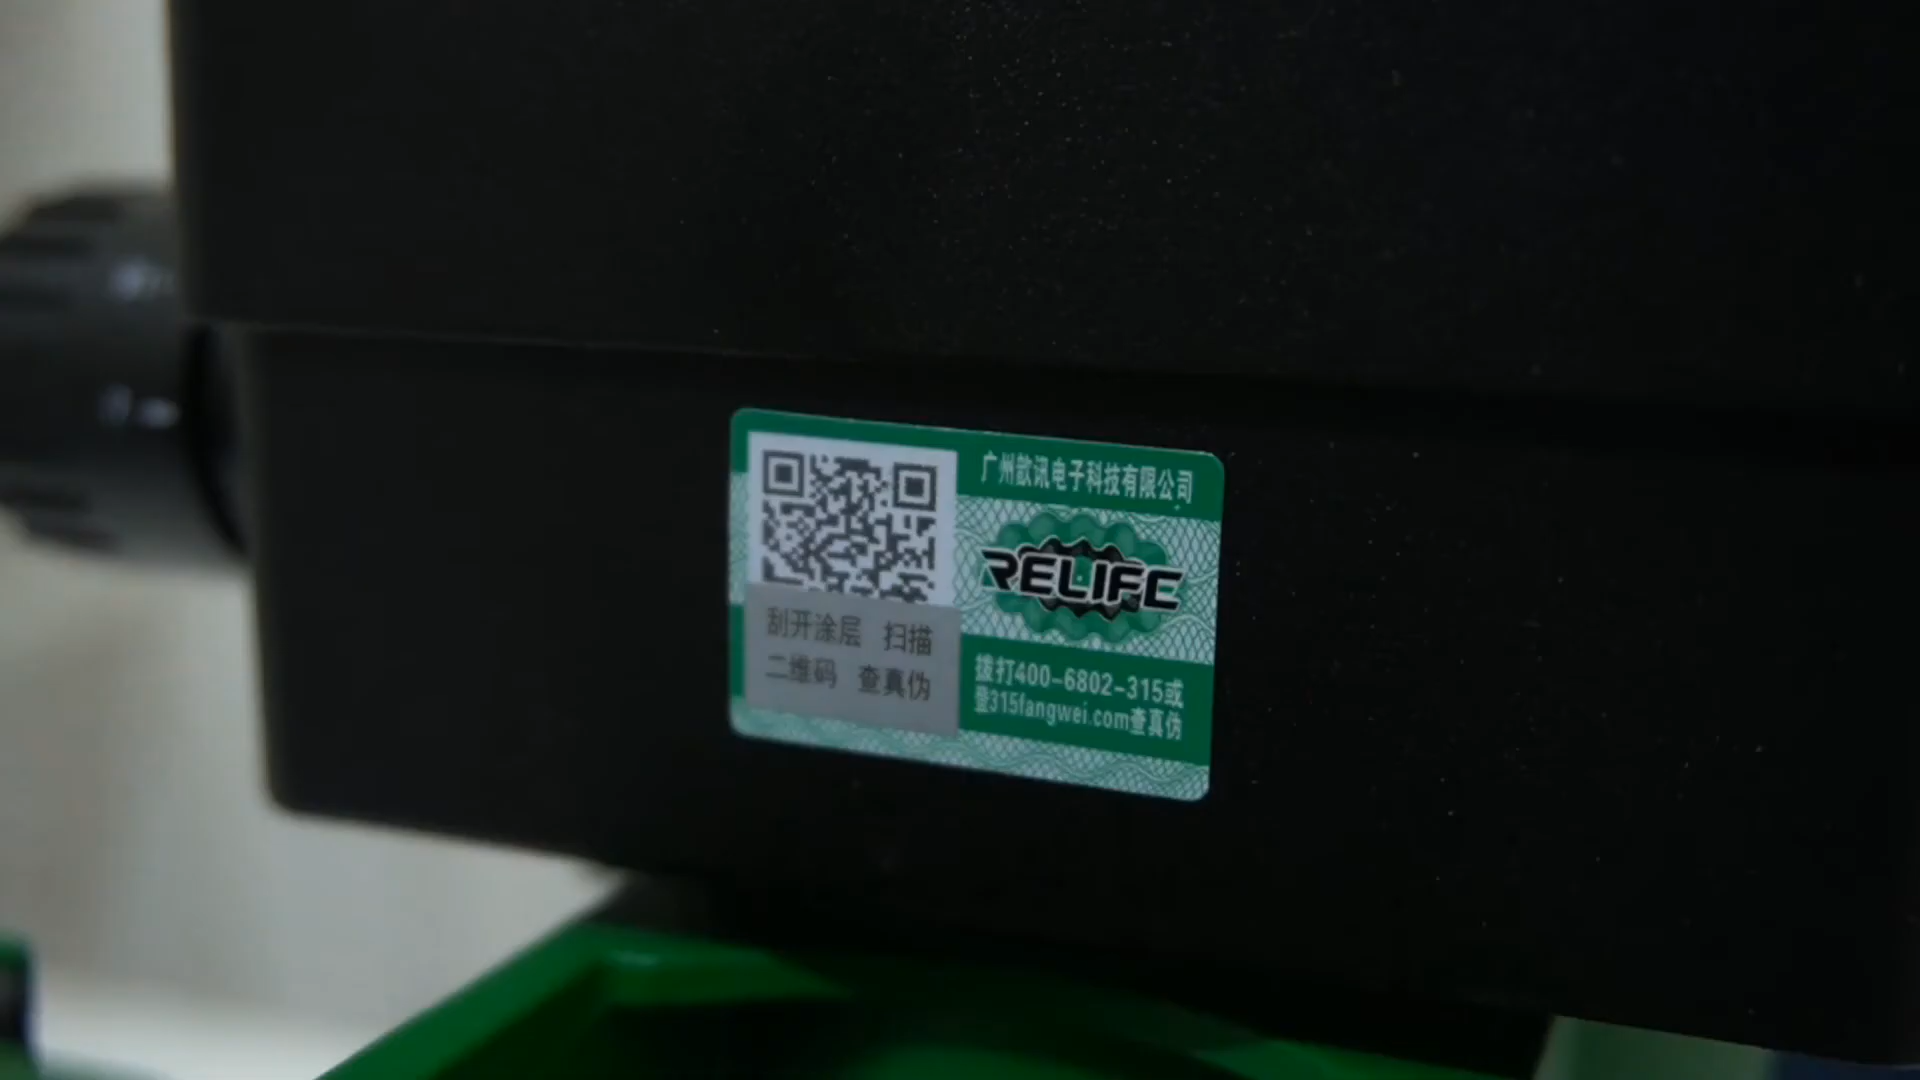 广州歆讯电子科技有限公司
RELIFE
刮开涂层 扫描
二维码 查真伪
拨打400-6802-315或
登315fangwei.com查真伪